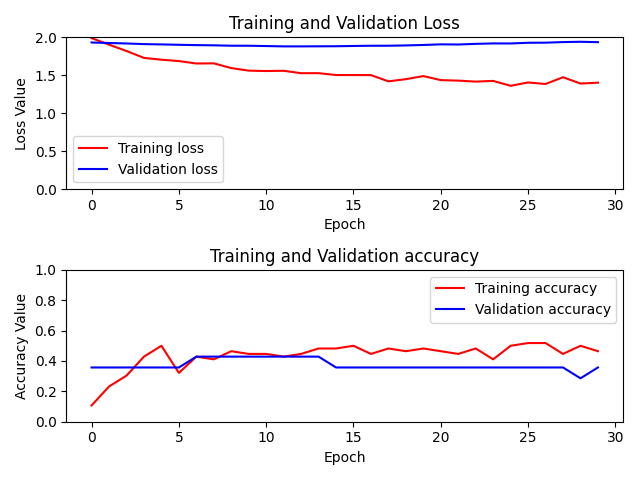 Training and Validation Loss
2.0
1.5
1.0
0.5
0.0
Loss Value
Training loss
Validation loss
0 5 10 15 20 25 30
Epoch
Training and Validation accuracy
1.0
0.8
0.6
0.4
0.2
0.0
Accuracy Value
Training accuracy
Validation accuracy
0 5 10 15 20 25 30
Epoch